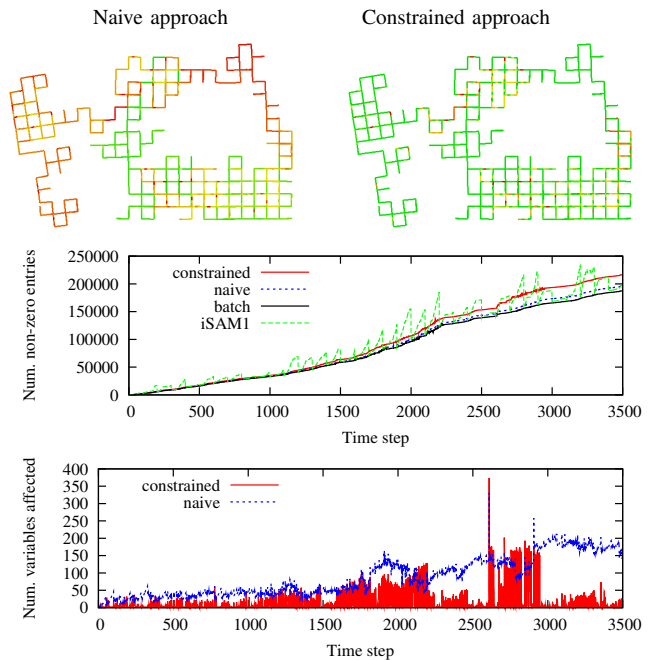 Naive approach
Constrained approach
Num. non-zero entries
250000
200000
150000
100000
50000
0
constrained
naive
batch
iSAM1
0 500 1000 1500 2000 2500 3000 3500
Time step
Num. variables affected
400
350
300
250
200
150
100
50
0
constrained
naive
0 500 1000 1500 2000 2500 3000 3500
Time step